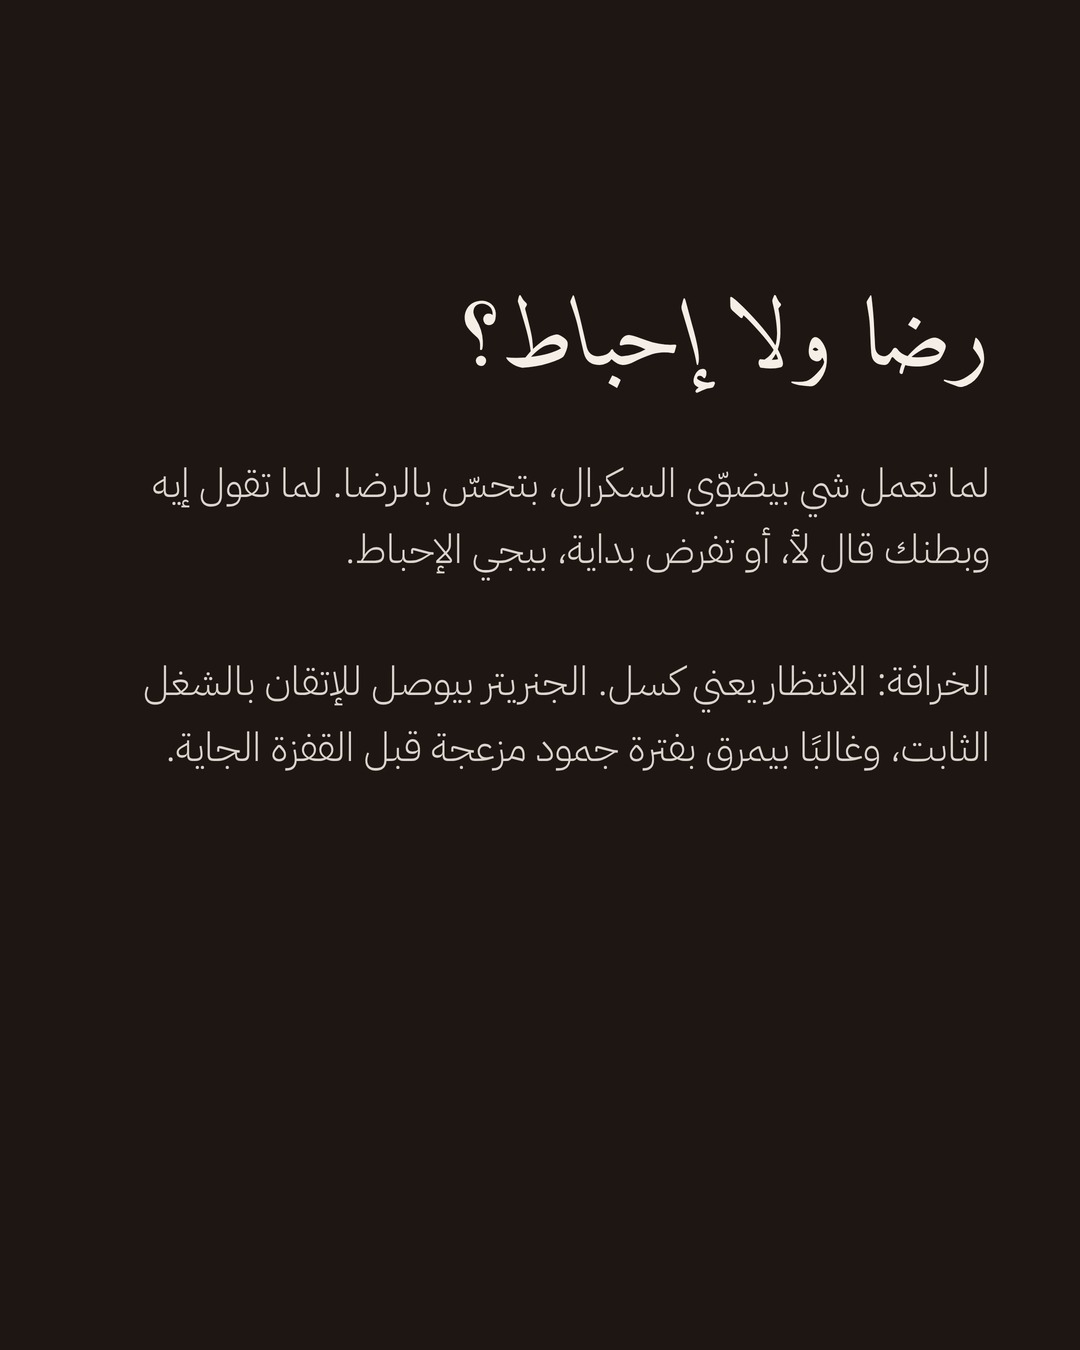 رضا ولا إحباط؟
لما تعمل شي بيضوّي السكرال، بتحسّ بالرضا. لما تقول إيه
وبطنك قال لأ، أو تفرض بداية، بيجي الإحباط.
الخرافة: الانتظار يعني كسل. الجنريتر بيوصل للإتقان بالشغل
الثابت، وغالبًا بيمرق بفترة جمود مزعجة قبل القفزة الجاية.